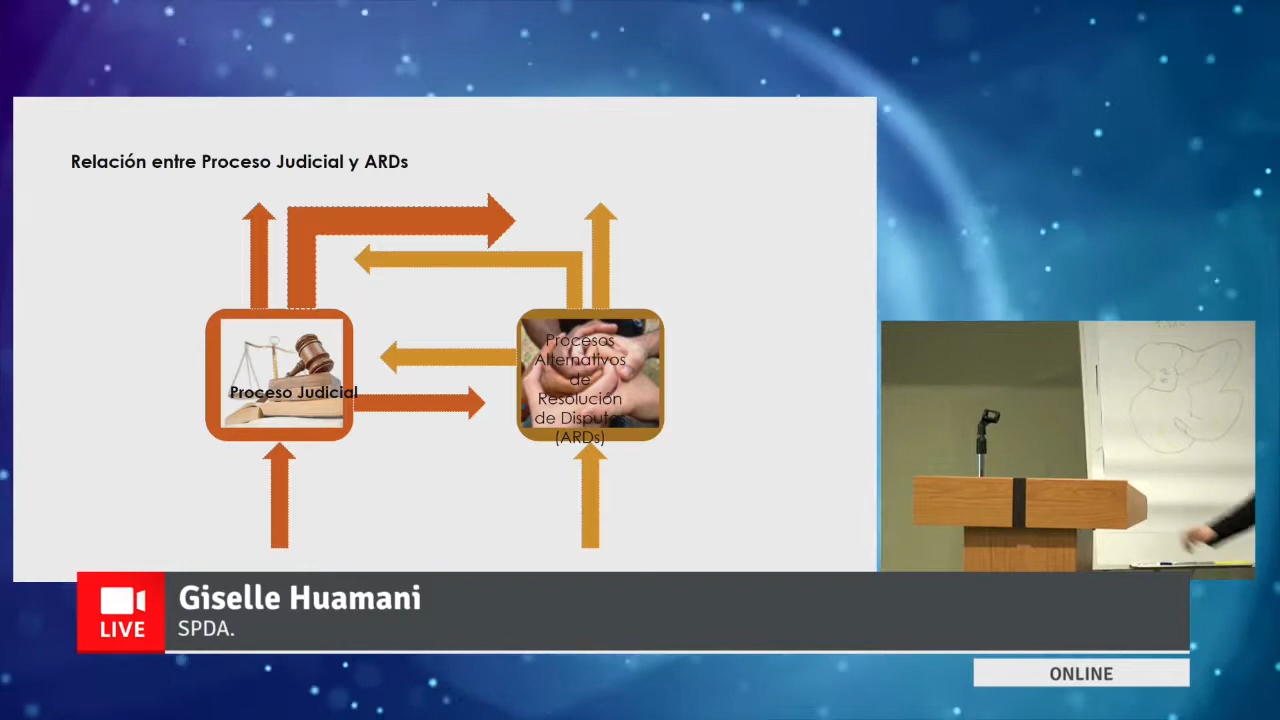 Relación entre Proceso Judicial y ARDs
Proceso Judicial
Procesos
Alternativos
de
Resolución
de Disputas
(ARDs)
LIVE
Giselle Huamani
SPDA.
ONLINE